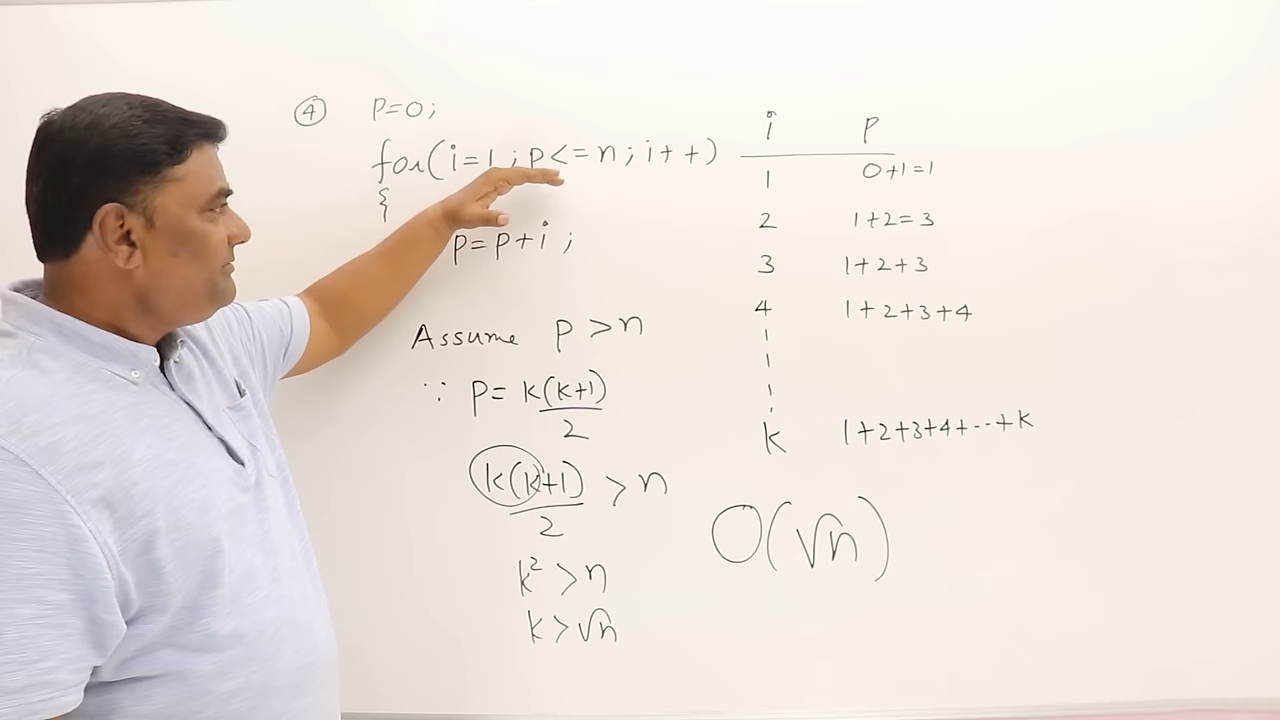 ④ P=0;
for(i=1;p<=n;i++)
{
p=p+i;
Assume p>n
∵ p=k(k+1)/2
k(k+1)/2 > n
k²>n
k>√n
i p
1 0+1=1
2 1+2=3
3 1+2+3
4 1+2+3+4
k 1+2+3+4+--+k
O(√n)